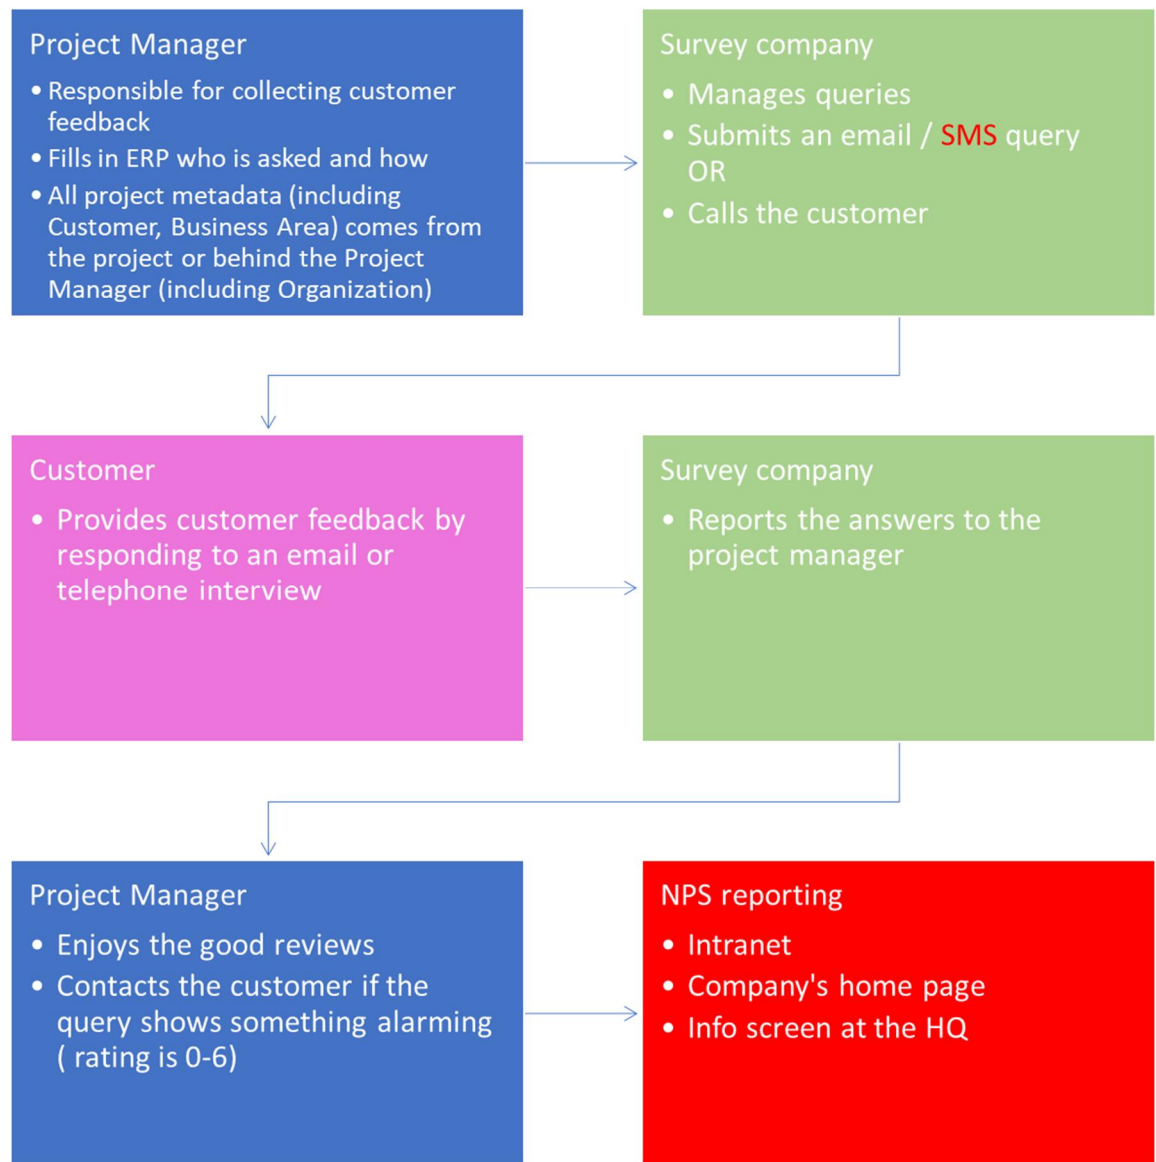 Project Manager
• Responsible for collecting customer
feedback
• Fills in ERP who is asked and how
• All project metadata (including
Customer, Business Area) comes from
the project or behind the Project
Manager (including Organization)
Survey company
• Manages queries
• Submits an email / SMS query
OR
• Calls the customer
Customer
• Provides customer feedback by
responding to an email or
telephone interview
Survey company
• Reports the answers to the
project manager
Project Manager
• Enjoys the good reviews
• Contacts the customer if the
query shows something alarming
( rating is 0-6)
NPS reporting
• Intranet
• Company's home page
• Info screen at the HQ